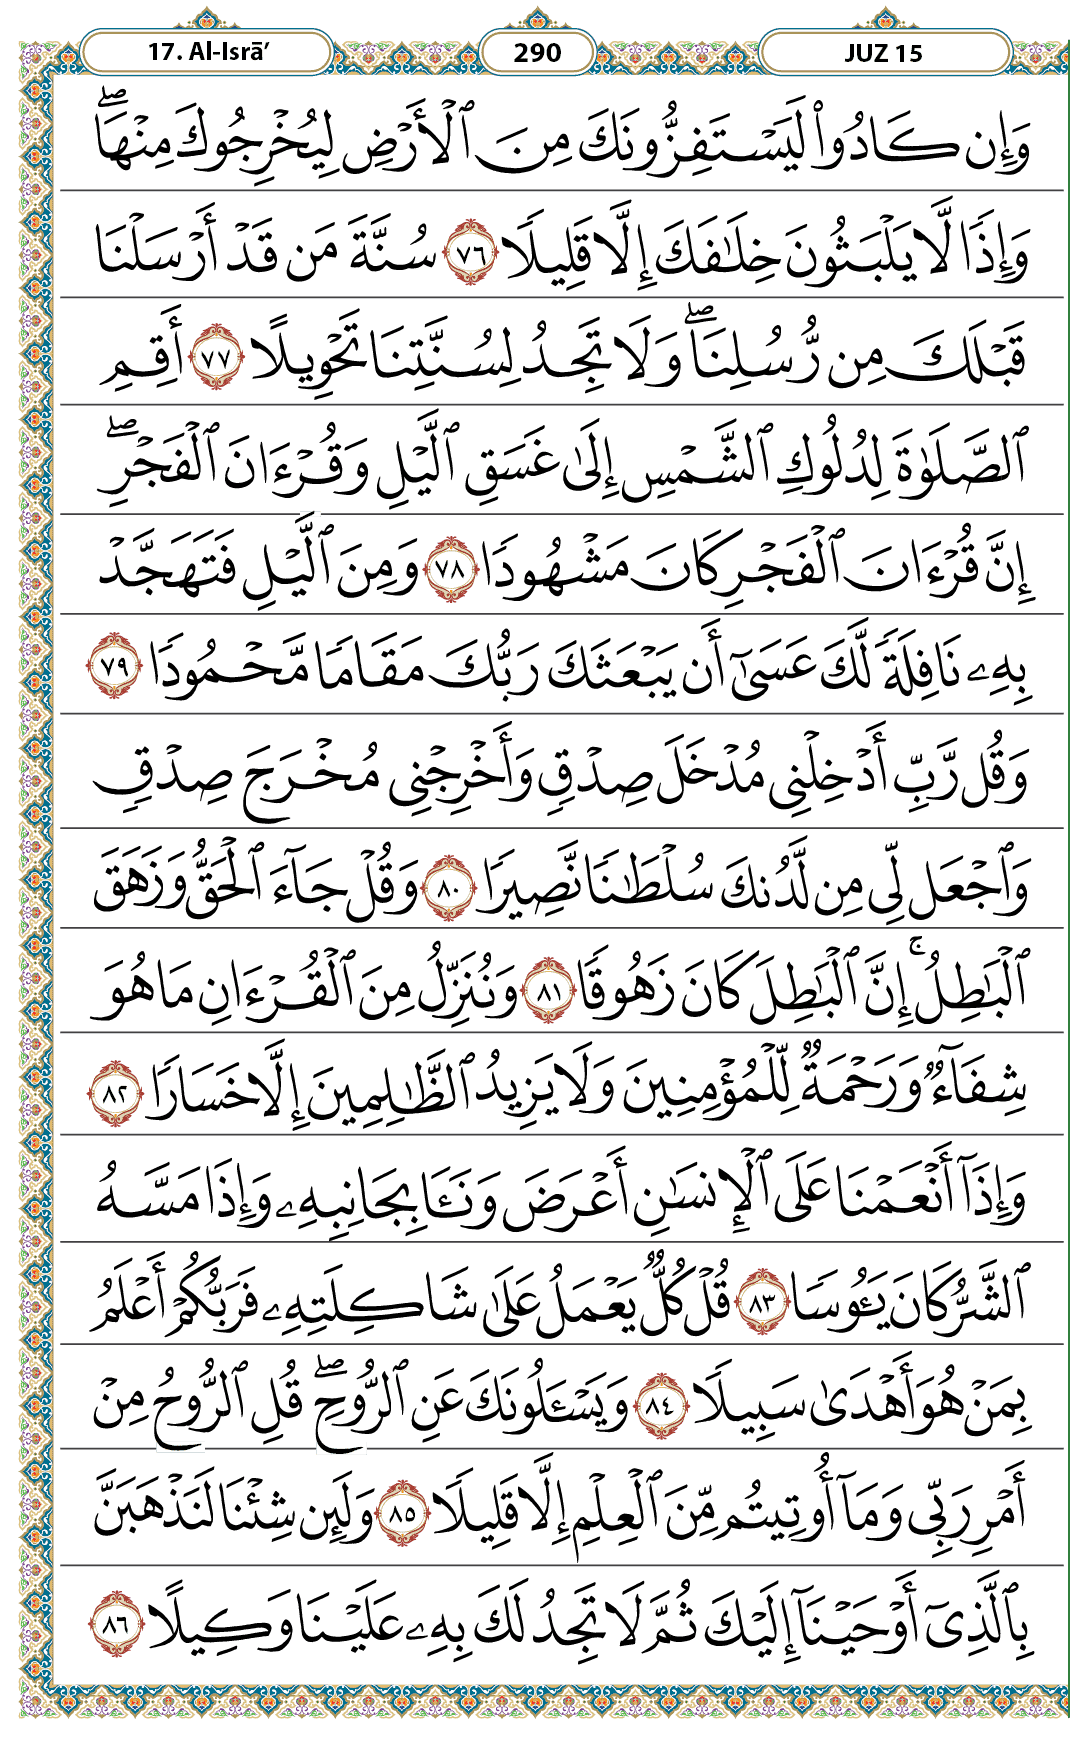 17. Al-Isrā’ 290 JUZ 15
وَإِن كَادُوا۟ لَيَسْتَفِزُّونَكَ مِنَ ٱلْأَرْضِ لِيُخْرِجُوكَ مِنْهَا ۖ
وَإِذًا لَّا يَلْبَثُونَ خِلَٰفَكَ إِلَّا قَلِيلًا ٧٦ سُنَّةَ مَن قَدْ أَرْسَلْنَا
قَبْلَكَ مِن رُّسُلِنَا ۖ وَلَا تَجِدُ لِسُنَّتِنَا تَحْوِيلًا ٧٧ أَقِمِ
ٱلصَّلَوٰةَ لِدُلُوكِ ٱلشَّمْسِ إِلَىٰ غَسَقِ ٱلَّيْلِ وَقُرْءَانَ ٱلْفَجْرِ ۖ
إِنَّ قُرْءَانَ ٱلْفَجْرِ كَانَ مَشْهُودًا ٧٨ وَمِنَ ٱلَّيْلِ فَتَهَجَّدْ
بِهِۦ نَافِلَةً لَّكَ عَسَىٰٓ أَن يَبْعَثَكَ رَبُّكَ مَقَامًا مَّحْمُودًا ٧٩
وَقُل رَّبِّ أَدْخِلْنِى مُدْخَلَ صِدْقٍ وَأَخْرِجْنِى مُخْرَجَ صِدْقٍ
وَٱجْعَل لِّى مِن لَّدُنكَ سُلْطَٰنًا نَّصِيرًا ٨٠ وَقُلْ جَآءَ ٱلْحَقُّ وَزَهَقَ
ٱلْبَٰطِلُ ۚ إِنَّ ٱلْبَٰطِلَ كَانَ زَهُوقًا ٨١ وَنُنَزِّلُ مِنَ ٱلْقُرْءَانِ مَا هُوَ
شِفَآءٌ وَرَحْمَةٌ لِّلْمُؤْمِنِينَ وَلَا يَزِيدُ ٱلظَّٰلِمِينَ إِلَّا خَسَارًا ٨٢
وَإِذَآ أَنْعَمْنَا عَلَى ٱلْإِنسَٰنِ أَعْرَضَ وَنَـَٔا بِجَانِبِهِۦ وَإِذَا مَسَّهُ
ٱلشَّرُّ كَانَ يَـُٔوسًا ٨٣ قُلْ كُلٌّ يَعْمَلُ عَلَىٰ شَاكِلَتِهِۦ فَرَبُّكُمْ أَعْلَمُ
بِمَنْ هُوَ أَهْدَىٰ سَبِيلًا ٨٤ وَيَسْـَٔلُونَكَ عَنِ ٱلرُّوحِ ۖ قُلِ ٱلرُّوحُ مِنْ
أَمْرِ رَبِّى وَمَآ أُوتِيتُم مِّنَ ٱلْعِلْمِ إِلَّا قَلِيلًا ٨٥ وَلَئِن شِئْنَا لَنَذْهَبَنَّ
بِٱلَّذِىٓ أَوْحَيْنَآ إِلَيْكَ ثُمَّ لَا تَجِدُ لَكَ بِهِۦ عَلَيْنَا وَكِيلًا ٨٦